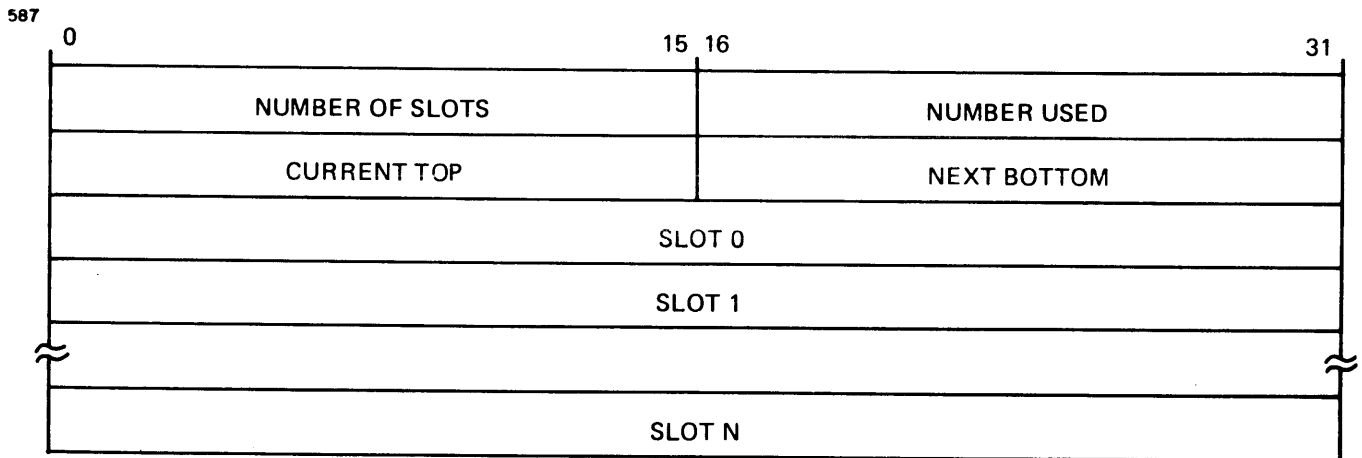 587
0 15 16 31
NUMBER OF SLOTS NUMBER USED
CURRENT TOP NEXT BOTTOM
SLOT 0
SLOT 1
SLOT N